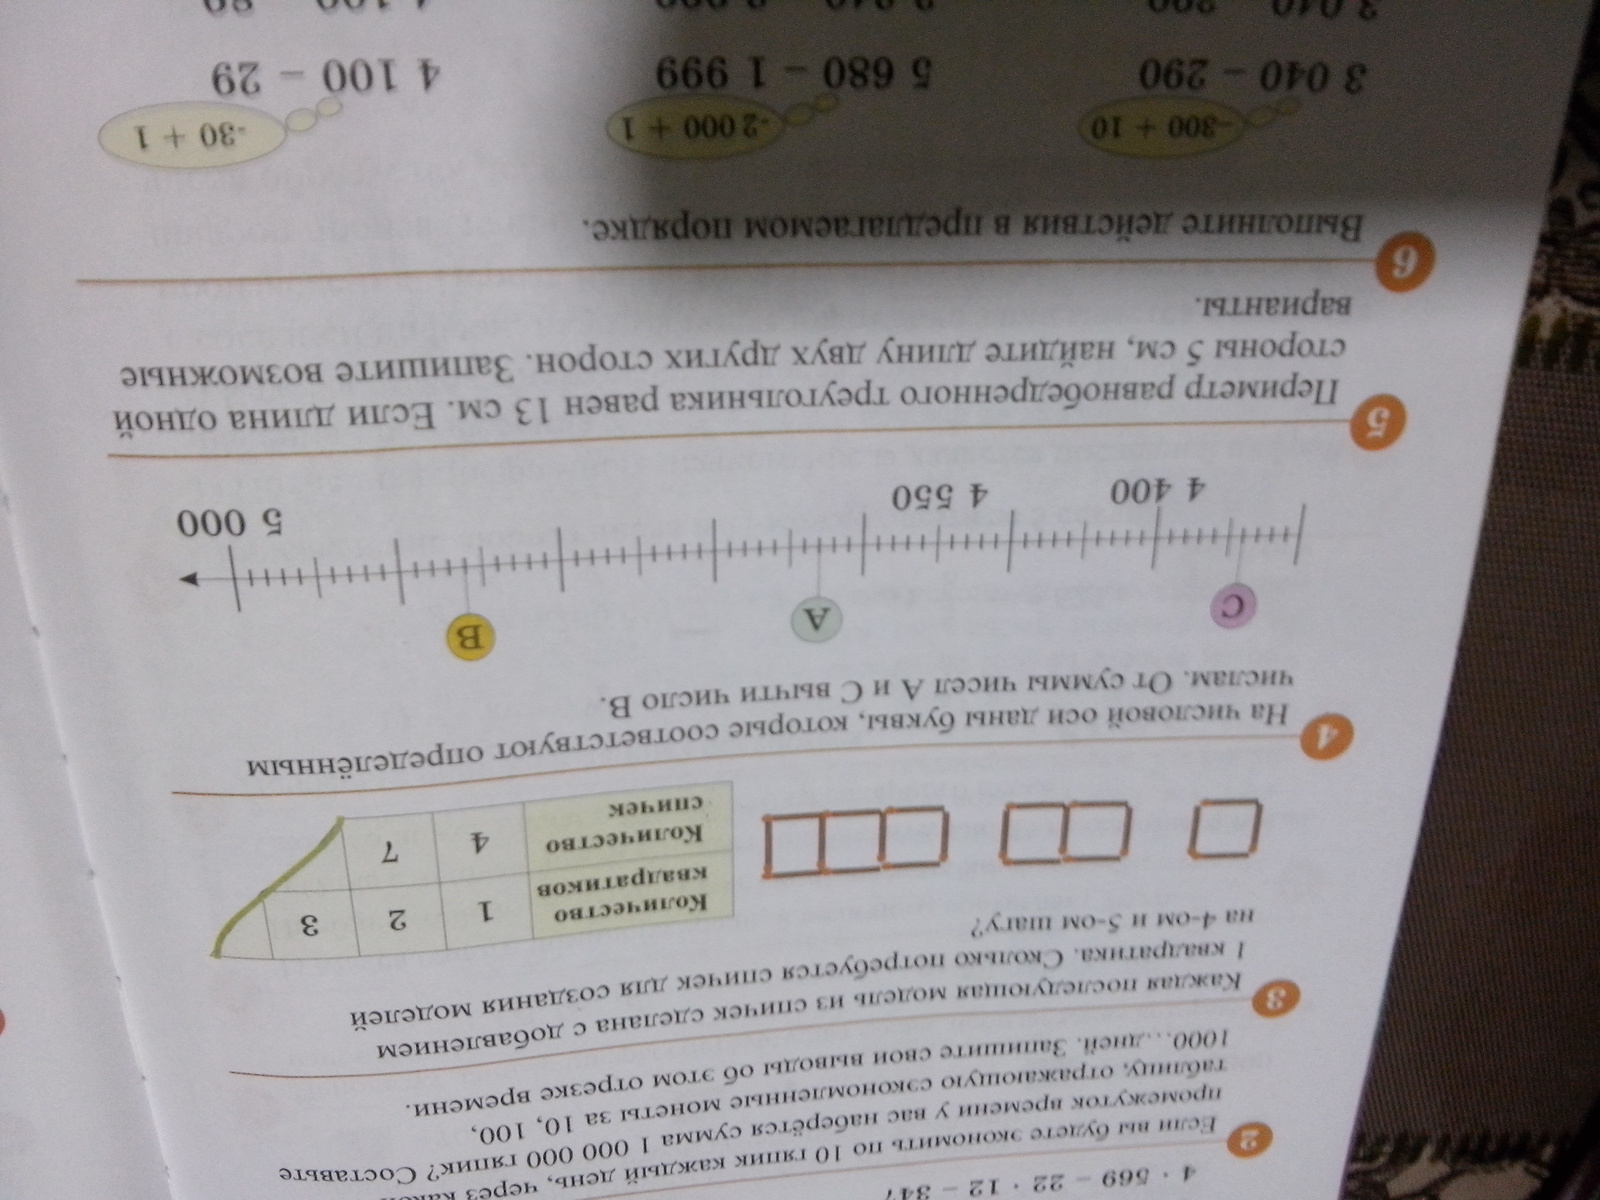 4 · 569 – 22 · 12 – 347
2
Если вы будете экономить по 10 гяпик каждый день, через
промежуток времени у вас наберётся сумма 1 000 000 гяпик? Составьте
таблицу, отражающую сэкономленные монеты за 10, 100,
1000…дней. Запишите свои выводы об этом отрезке времени.
3
Каждая последующая модель из спичек сделана с добавлением
1 квадратика. Сколько потребуется спичек для создания моделей
на 4-ом и 5-ом шагу?
Количество квадратиков 1 2 3
Количество спичек 4 7
4
На числовой оси даны буквы, которые соответствуют определённым
числам. От суммы чисел А и С вычти число В.
C A B
4 400 4 550 5 000
5
Периметр равнобедренного треугольника равен 13 см. Если длина одной
стороны 5 см, найдите длину двух других сторон. Запишите возможные
варианты.
6
Выполните действия в предлагаемом порядке.
-300 + 10 -2 000 + 1 -30 + 1
3 040 – 290 5 680 – 1 999 4 100 – 29